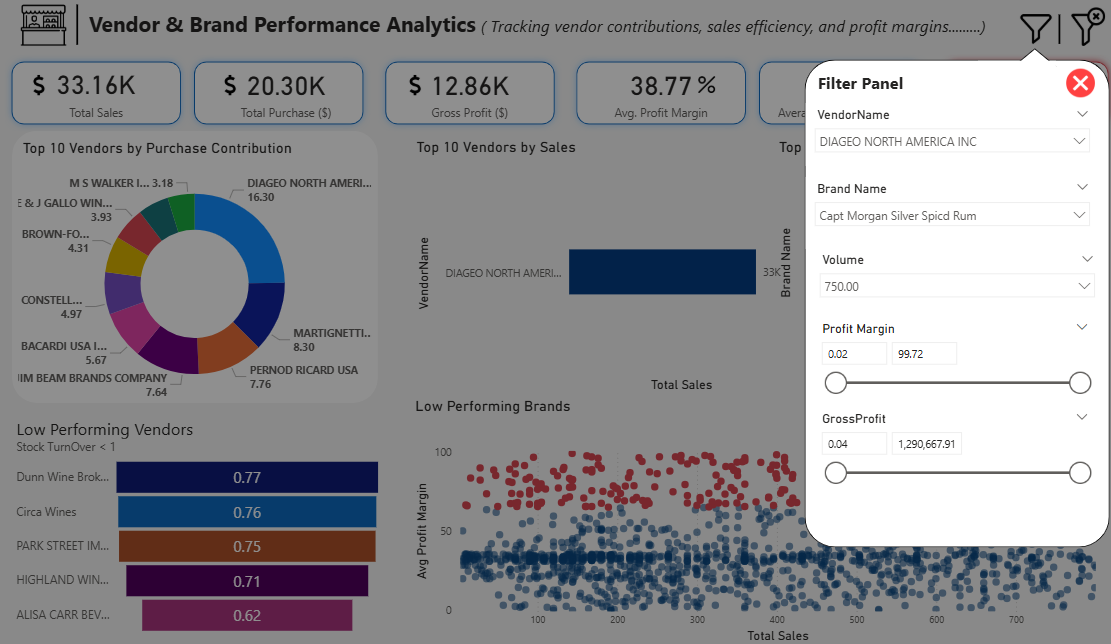 Vendor & Brand Performance Analytics ( Tracking vendor contributions, sales efficiency, and profit margins.........)
$ 33.16K
Total Sales
$ 20.30K
Total Purchase ($)
$ 12.86K
Gross Profit ($)
38.77 %
Avg. Profit Margin
Avera
Top 10 Vendors by Purchase Contribution
M S WALKER I... 3.18
DIAGEO NORTH AMERI...
16.30
E & J GALLO WIN...
3.93
BROWN-FO...
4.31
CONSTELL...
4.97
BACARDI USA I...
5.67
JIM BEAM BRANDS COMPANY
7.64
PERNOD RICARD USA
7.76
MARTIGNETTI..
8.30
Top 10 Vendors by Sales
VendorName
DIAGEO NORTH AMERI...
33K
Total Sales
Top
Brand Name
Low Performing Vendors
Stock TurnOver < 1
Dunn Wine Brok...
0.77
Circa Wines
0.76
PARK STREET IM...
0.75
HIGHLAND WIN...
0.71
ALISA CARR BEV...
0.62
Low Performing Brands
Avg Profit Margin
100
50
0
100
200
300
400
500
600
700
Total Sales
Filter Panel
VendorName
DIAGEO NORTH AMERICA INC
Brand Name
Capt Morgan Silver Spicd Rum
Volume
750.00
Profit Margin
0.02
99.72
GrossProfit
0.04
1,290,667.91